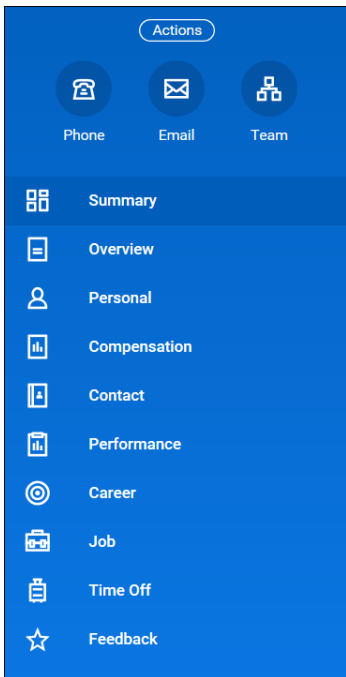 Actions
Phone Email Team
Summary
Overview
Personal
Compensation
Contact
Performance
Career
Job
Time Off
Feedback